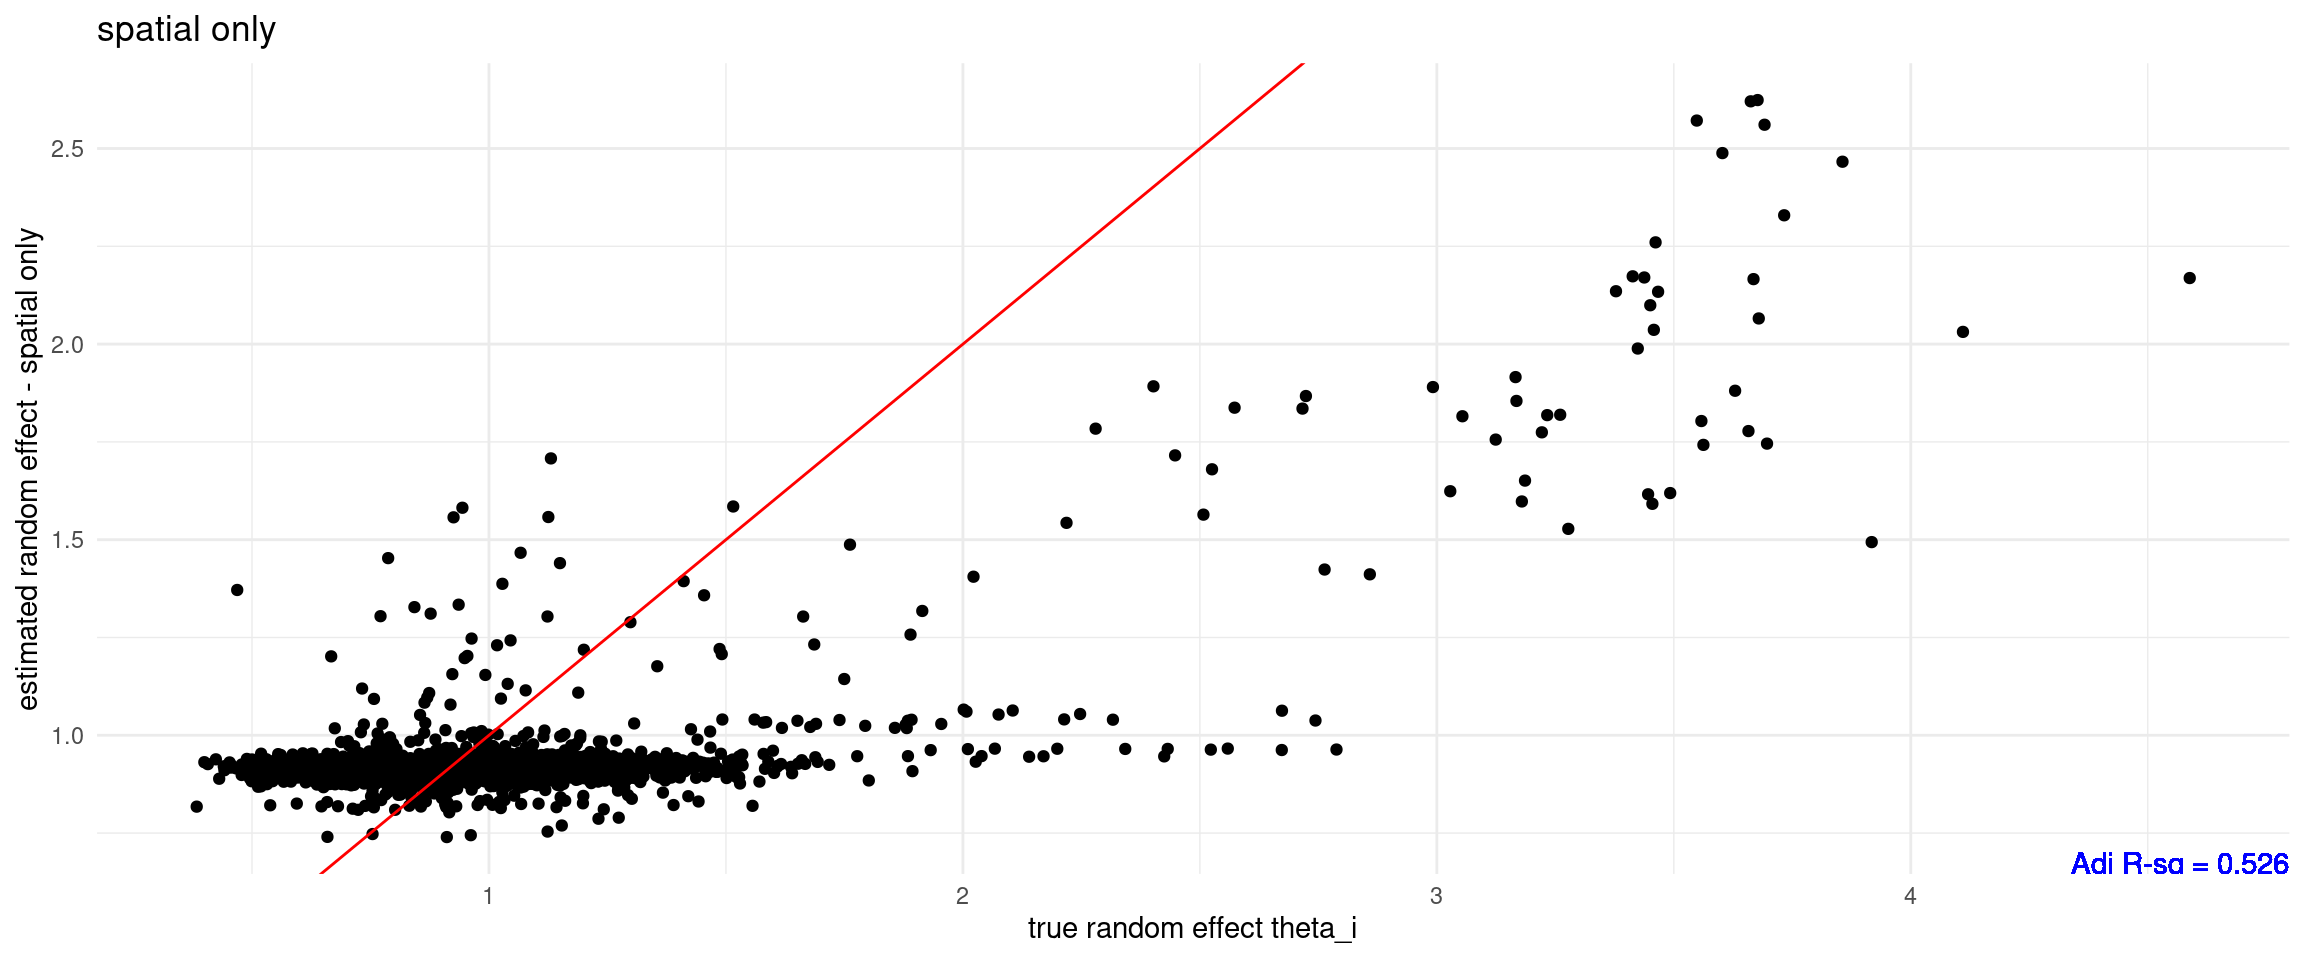 spatial only
estimated random effect - spatial only
2.5
2.0
1.5
1.0
1
2
3
4
true random effect theta_i
Adj R-sq = 0.526